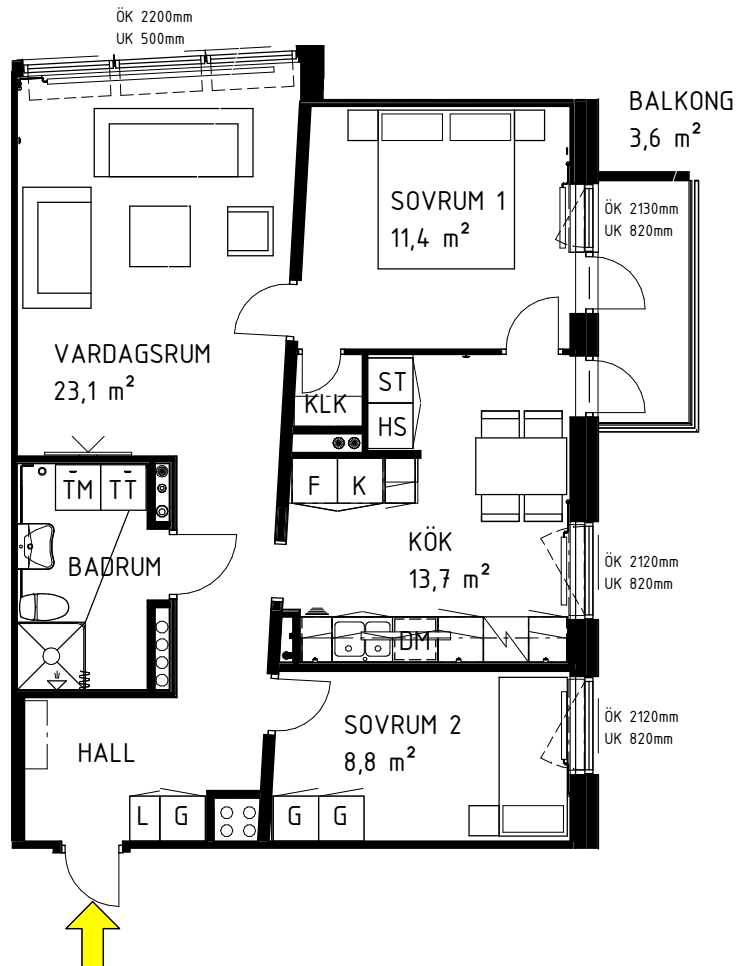 ÖK 2200mm
UK 500mm
BALKONG
3,6 m²
SOVRUM 1
11,4 m²
ÖK 2130mm
UK 820mm
VARDAGSRUM
23,1 m²
ST
KLK
HS
TM
TT
F
K
BADRUM
KÖK
13,7 m²
ÖK 2120mm
UK 820mm
DM
SOVRUM 2
8,8 m²
ÖK 2120mm
UK 820mm
HALL
L
G
G
G